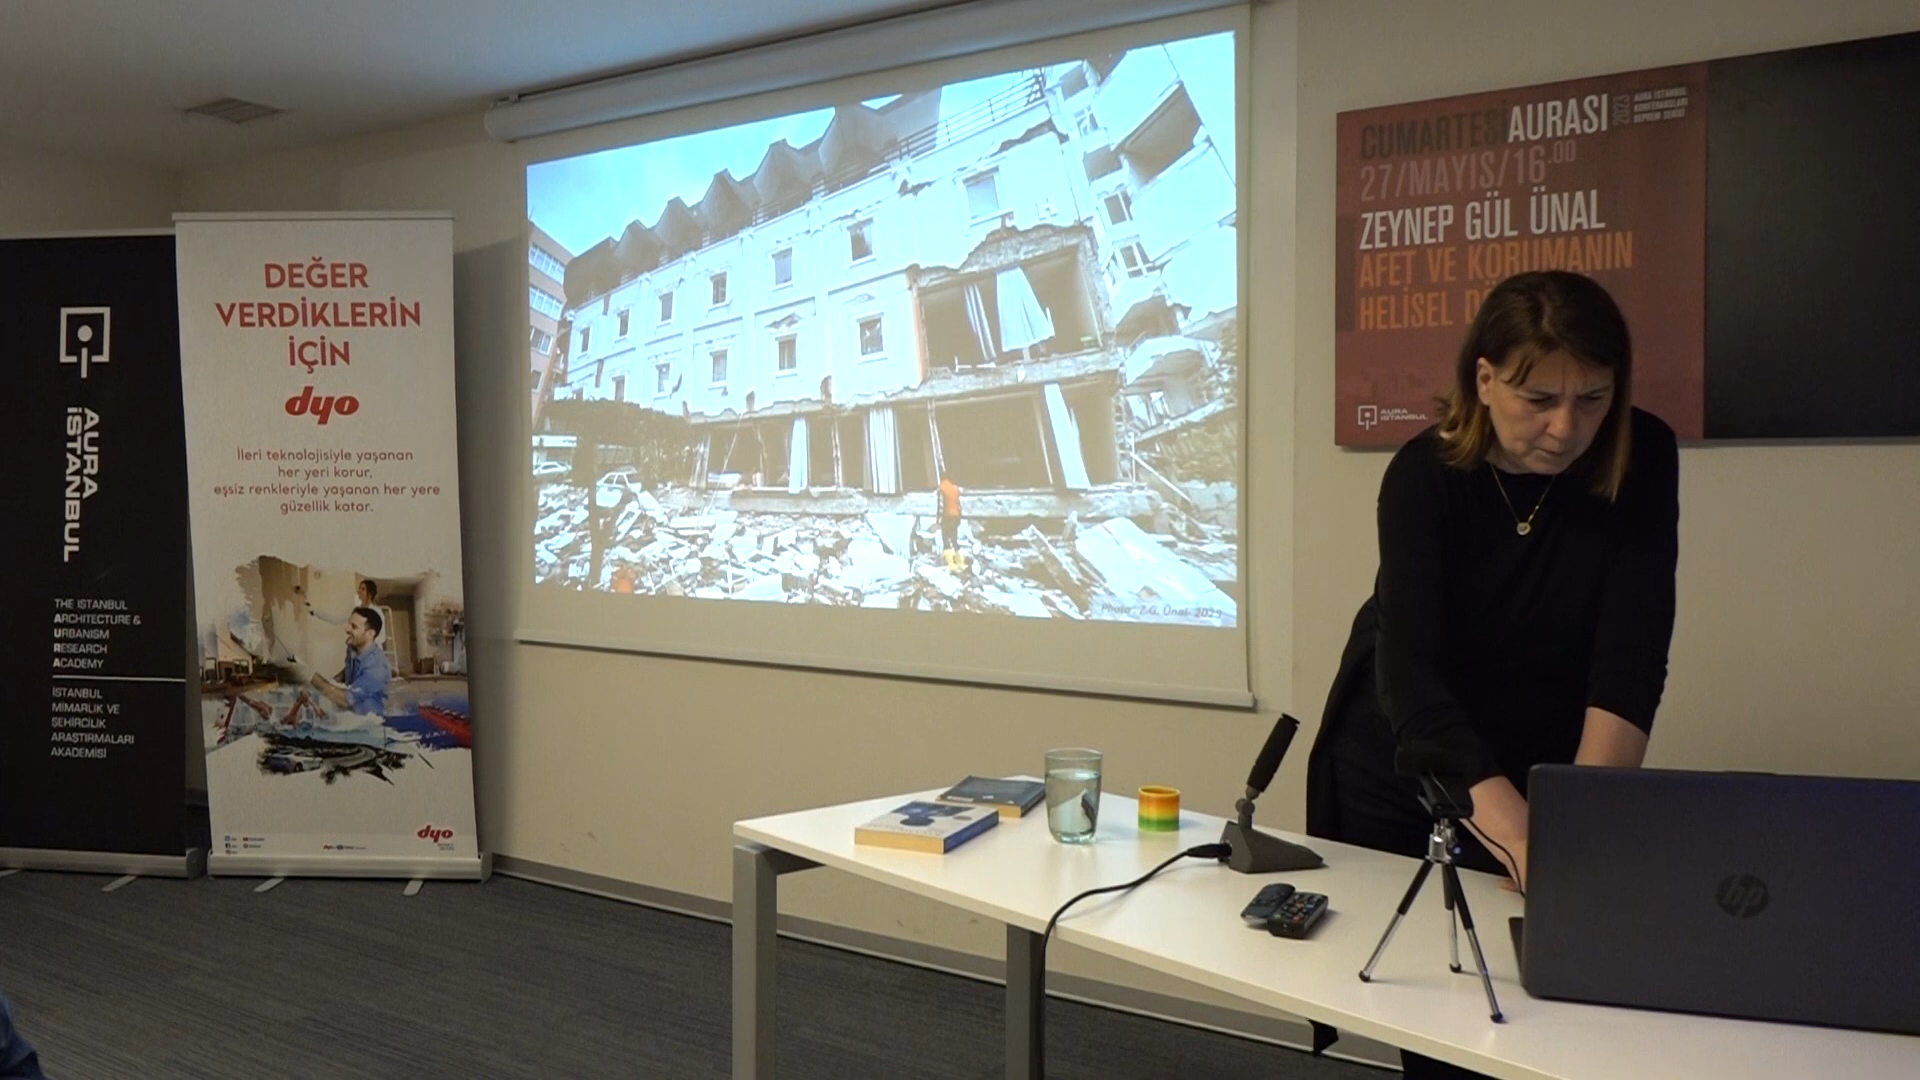 AURA
İSTANBUL
THE ISTANBUL
ARCHITECTURE &
URBANISM
RESEARCH
ACADEMY
İSTANBUL
MİMARLIK VE
ŞEHİRCİLİK
ARAŞTIRMALARI
AKADEMİSİ
DEĞER
VERDİKLERİN
İÇİN
dyo
İleri teknolojisiyle yaşanan
her yeri korur,
eşsiz renkleriyle yaşanan her yere
güzellik katar.
dyo
Photo: Z.G. Ünal- 2023
CUMARTESİ AURASI
2023
AURA İSTANBUL
KONFERANSLARI
DEPREM SERİSİ
27/MAYIS/16.00
ZEYNEP GÜL ÜNAL
AFET VE KORUMANIN
HELİSEL
AURA
İSTANBUL
hp